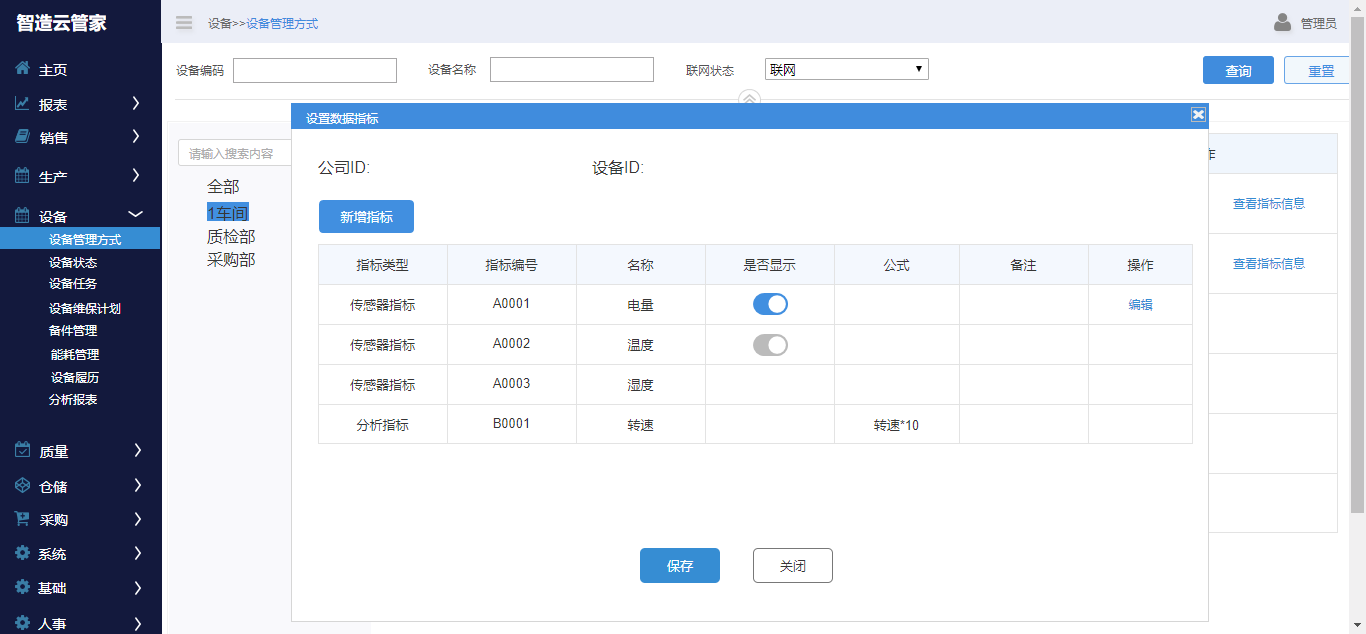 智造云管家
设备>>设备管理方式
管理员
主页
报表
销售
生产
设备
设备管理方式
设备状态
设备任务
设备维保计划
备件管理
能耗管理
设备履历
分析报表
质量
仓储
采购
系统
基础
人事
设备编码
设备名称
联网状态
联网
查询
重置
请输入搜索内容
全部
1车间
质检部
采购部
设置数据指标
公司ID:
设备ID:
新增指标
指标类型 指标编号 名称 是否显示 公式 备注 操作
传感器指标 A0001 电量 编辑
传感器指标 A0002 温度
传感器指标 A0003 湿度
分析指标 B0001 转速 转速*10
保存
关闭
查看指标信息
查看指标信息